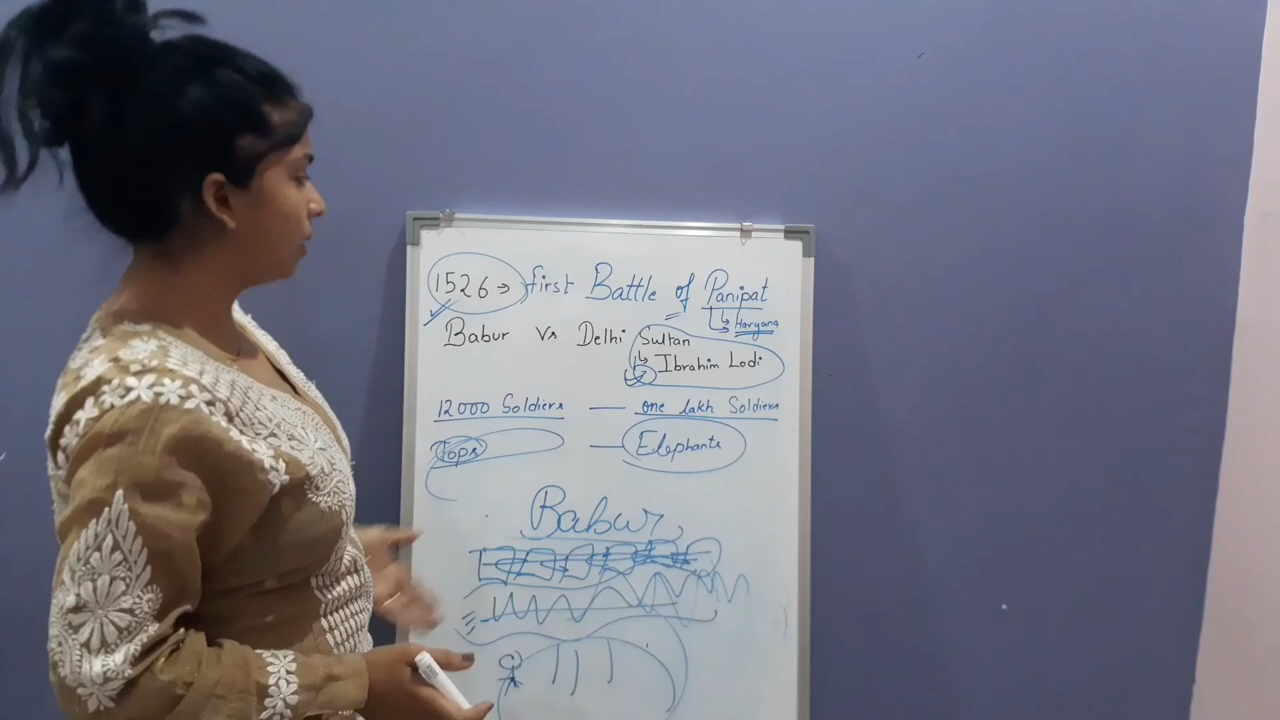 1526 → first Battle of Panipat
Haryana
Babur Vs Delhi Sultan
Ibrahim Lodi
12000 Soldiers — one lakh Soldiers
Tops — Elephants
Babur